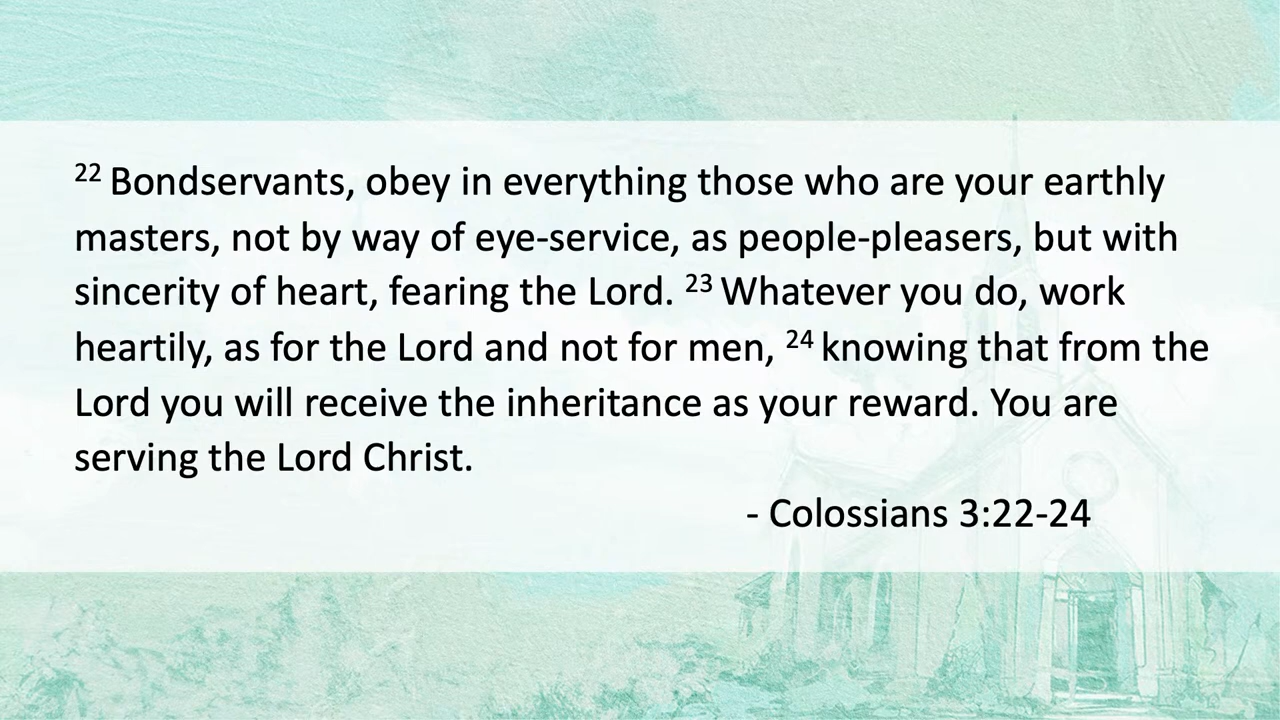 22 Bondservants, obey in everything those who are your earthly
masters, not by way of eye-service, as people-pleasers, but with
sincerity of heart, fearing the Lord. 23 Whatever you do, work
heartily, as for the Lord and not for men, 24 knowing that from the
Lord you will receive the inheritance as your reward. You are
serving the Lord Christ.
- Colossians 3:22-24